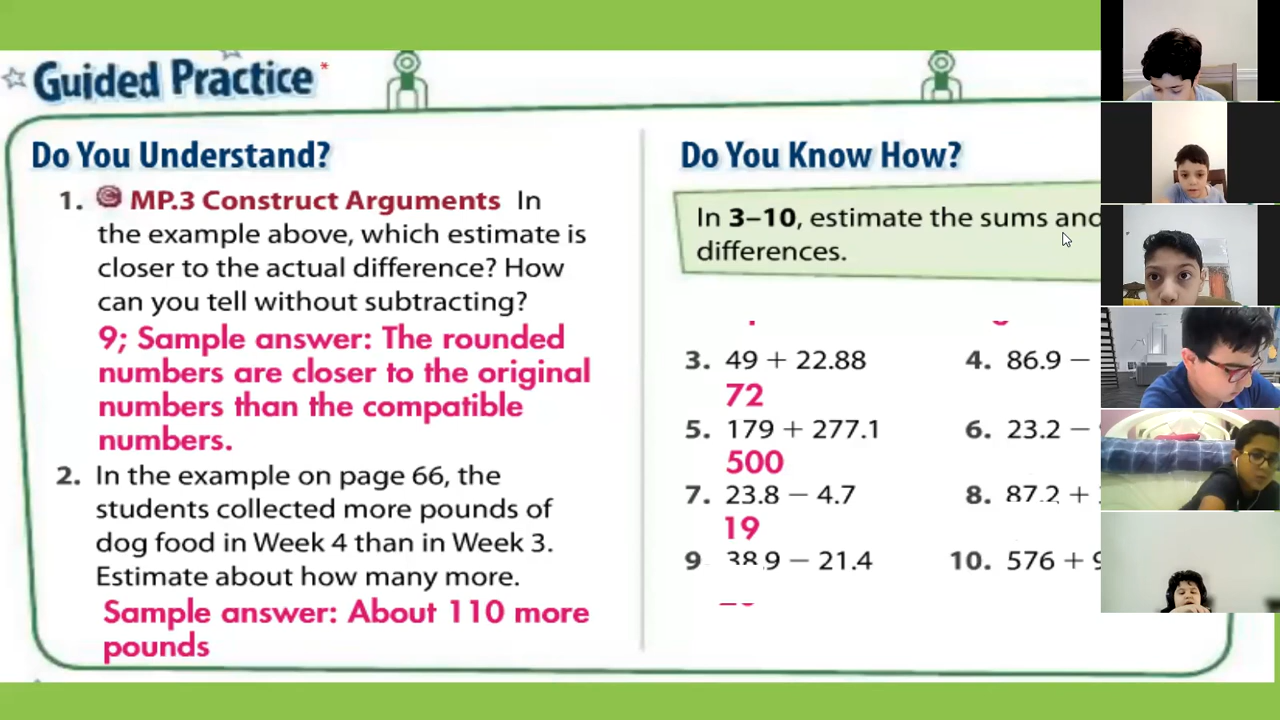 Guided Practice *
Do You Understand?
1. MP.3 Construct Arguments In
the example above, which estimate is
closer to the actual difference? How
can you tell without subtracting?
9; Sample answer: The rounded
numbers are closer to the original
numbers than the compatible
numbers.
2. In the example on page 66, the
students collected more pounds of
dog food in Week 4 than in Week 3.
Estimate about how many more.
Sample answer: About 110 more
pounds
Do You Know How?
In 3–10, estimate the sums and
differences.
3. 49 + 22.88 4. 86.9 −
72
5. 179 + 277.1 6. 23.2 −
500
7. 23.8 − 4.7 8. 87.2 +
19
9 38.9 − 21.4 10. 576 + 9